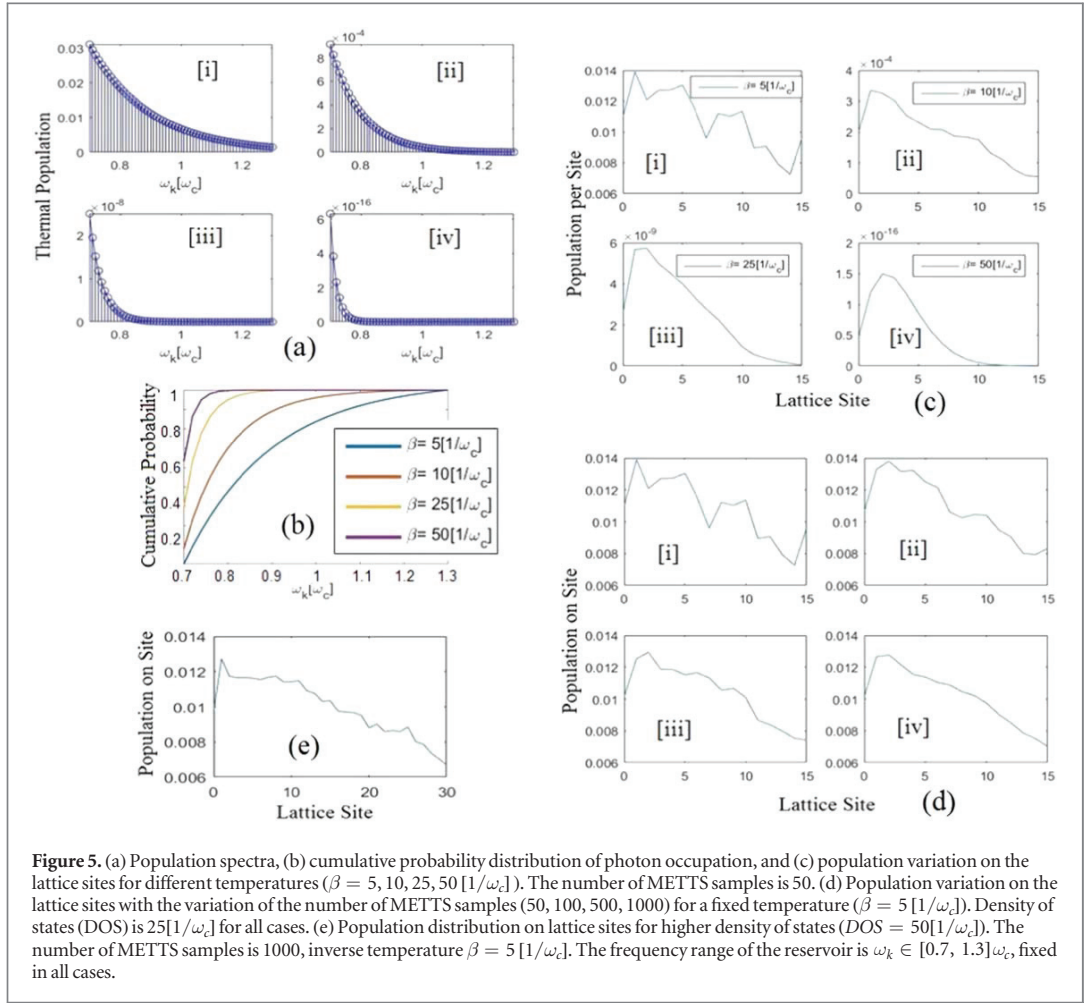 0.03
0.02
0.01
0
[i]
0.8
1
1.2
ω_k[ω_c]
× 10^-4
8
6
4
2
0
[ii]
0.8
1
1.2
ω_k[ω_c]
Thermal Population
× 10^-8
4
2
0
[iii]
0.8
1
1.2
ω_k[ω_c]
× 10^-16
6
4
2
0
[iv]
0.8
1
1.2
ω_k[ω_c]
(a)
Cumulative Probability
1
0.8
0.6
0.4
0.2
(b)
β= 5[1/ω_c]
β= 10[1/ω_c]
β= 25[1/ω_c]
β= 50[1/ω_c]
0.7 0.8 0.9 1 1.1 1.2 1.3
ω_k[ω_c]
Population per Site
0.014
0.012
0.01
0.008
0.006
β= 5[1/ω_c]
[i]
0 5 10 15
× 10^-4
4
3
2
1
0
β= 10[1/ω_c]
[ii]
0 5 10 15
× 10^-9
6
4
2
0
β= 25[1/ω_c]
[iii]
0 5 10 15
× 10^-16
2
1.5
1
0.5
0
β= 50[1/ω_c]
[iv]
0 5 10 15
Lattice Site
(c)
Population on Site
0.014
0.012
0.01
0.008
0.006
[i]
0 5 10 15
0.014
0.012
0.01
0.008
0.006
[ii]
0 5 10 15
0.014
0.012
0.01
0.008
0.006
[iii]
0 5 10 15
0.014
0.012
0.01
0.008
0.006
[iv]
0 5 10 15
Lattice Site
(d)
Population on Site
0.014
0.012
0.01
0.008
0.006
(e)
0 10 20 30
Lattice Site
Figure 5. (a) Population spectra, (b) cumulative probability distribution of photon occupation, and (c) population variation on the
lattice sites for different temperatures (β = 5, 10, 25, 50 [1/ω_c] ). The number of METTS samples is 50. (d) Population variation on the
lattice sites with the variation of the number of METTS samples (50, 100, 500, 1000) for a fixed temperature (β = 5 [1/ω_c]). Density of
states (DOS) is 25[1/ω_c] for all cases. (e) Population distribution on lattice sites for higher density of states (DOS = 50[1/ω_c]). The
number of METTS samples is 1000, inverse temperature β = 5 [1/ω_c]. The frequency range of the reservoir is ω_k ∈ [0.7, 1.3]ω_c, fixed
in all cases.